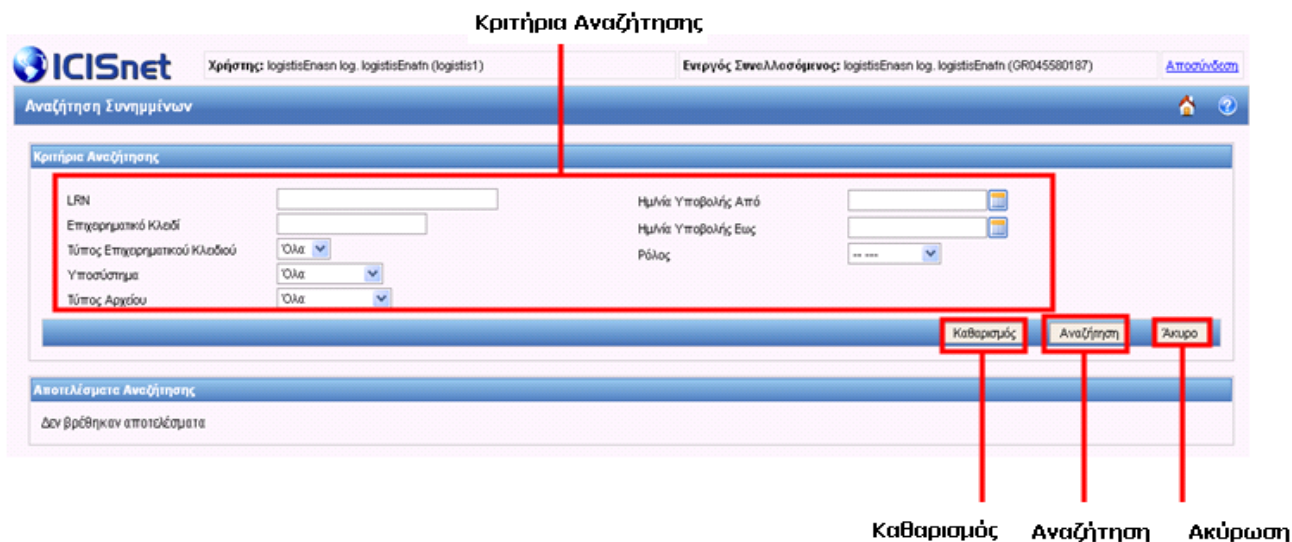 Κριτήρια Αναζήτησης
ICISnet Χρήστης: logistisEnasn log. logistisEnatn (logistis1) Ενεργός Συναλλασόμενος: logistisEnasn log. logistisEnatn (GR045580187) Αποσύνδεση
Αναζήτηση Συνημμένων
Κριτήρια Αναζήτησης
LRN Ημ/νία Υποβολής Από
Επιχειρηματικό Κλειδί Ημ/νία Υποβολής Εως
Τύπος Επιχειρηματικού Κλειδιού Όλα Ρόλος -- ---
Υποσύστημα Όλα
Τύπος Αρχείου Όλα
Καθαρισμός Αναζήτηση Άκυρο
Αποτελέσματα Αναζήτησης
Δεν βρέθηκαν αποτελέσματα
Καθαρισμός Αναζήτηση Ακύρωση